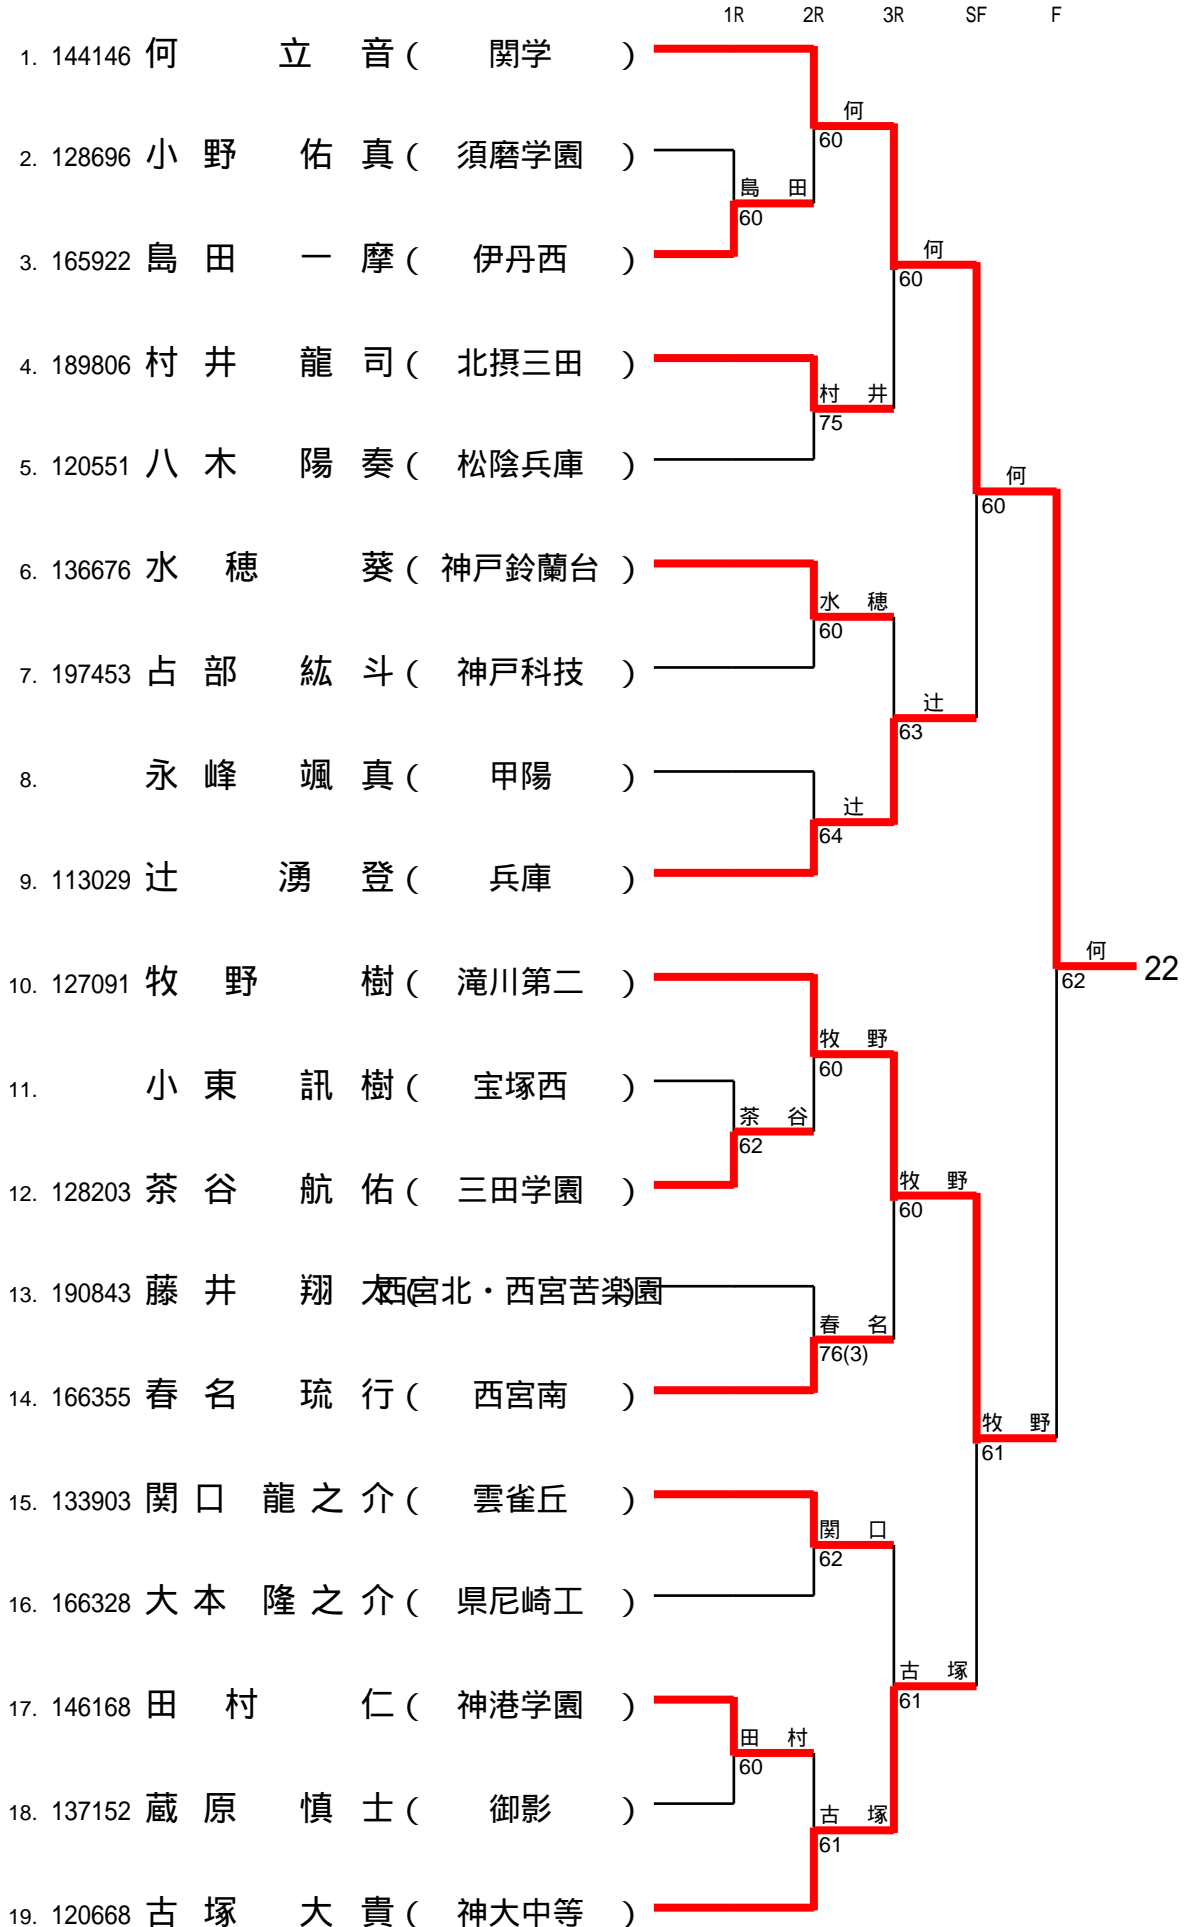 1R 2R 3R SF F
1. 144146 何 立 音 ( 関学 )
何
60
2. 128696 小 野 佑 真 ( 須磨学園 )
島 田
60
3. 165922 島 田 一 摩 ( 伊丹西 )
何
60
4. 189806 村 井 龍 司 ( 北摂三田 )
村 井
75
5. 120551 八 木 陽 奏 ( 松陰兵庫 )
何
60
6. 136676 水 穂 葵 ( 神戸鈴蘭台 )
水 穂
60
7. 197453 占 部 紘 斗 ( 神戸科技 )
辻
63
8. 永 峰 颯 真 ( 甲陽 )
辻
64
9. 113029 辻 湧 登 ( 兵庫 )
何
62
22
10. 127091 牧 野 樹 ( 滝川第二 )
牧 野
60
11. 小 東 訊 樹 ( 宝塚西 )
茶 谷
62
12. 128203 茶 谷 航 佑 ( 三田学園 )
牧 野
60
13. 190843 藤 井 翔 太 ( 西宮北・西宮苦楽園 )
春 名
76(3)
14. 166355 春 名 琉 行 ( 西宮南 )
牧 野
61
15. 133903 関 口 龍 之 介 ( 雲雀丘 )
関 口
62
16. 166328 大 本 隆 之 介 ( 県尼崎工 )
古 塚
61
17. 146168 田 村 仁 ( 神港学園 )
田 村
60
18. 137152 蔵 原 慎 士 ( 御影 )
古 塚
61
19. 120668 古 塚 大 貴 ( 神大中等 )